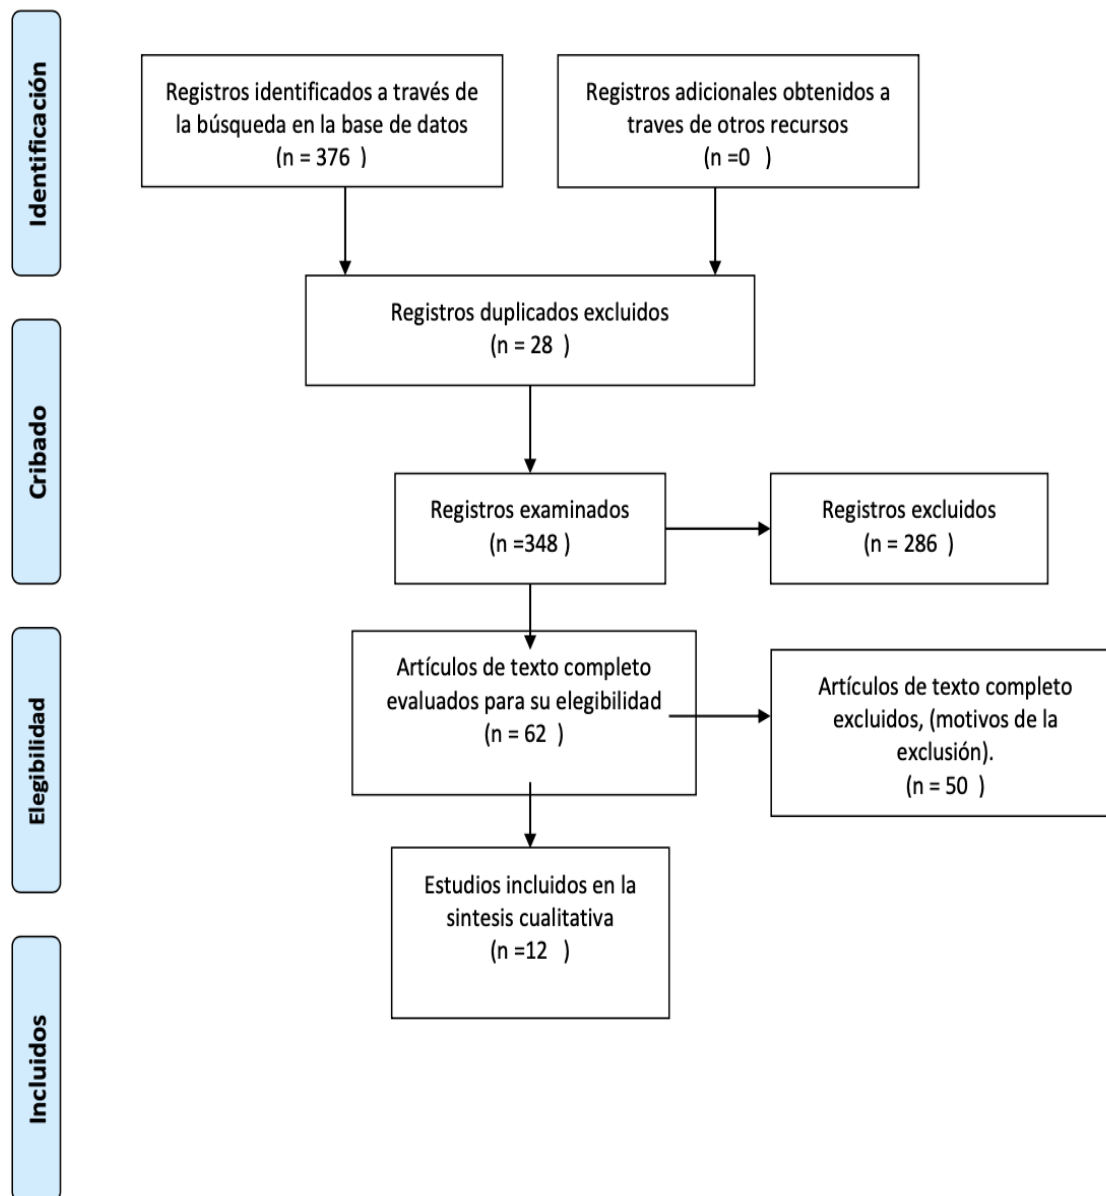 Identificación
Registros identificados a través de
la búsqueda en la base de datos
(n = 376 )
Registros adicionales obtenidos a
traves de otros recursos
(n =0 )
Registros duplicados excluidos
(n = 28 )
Cribado
Registros examinados
(n =348 )
Registros excluidos
(n = 286 )
Elegibilidad
Artículos de texto completo
evaluados para su elegibilidad
(n = 62 )
Artículos de texto completo
excluidos, (motivos de la
exclusión).
(n = 50 )
Incluidos
Estudios incluidos en la
sintesis cualitativa
(n =12 )